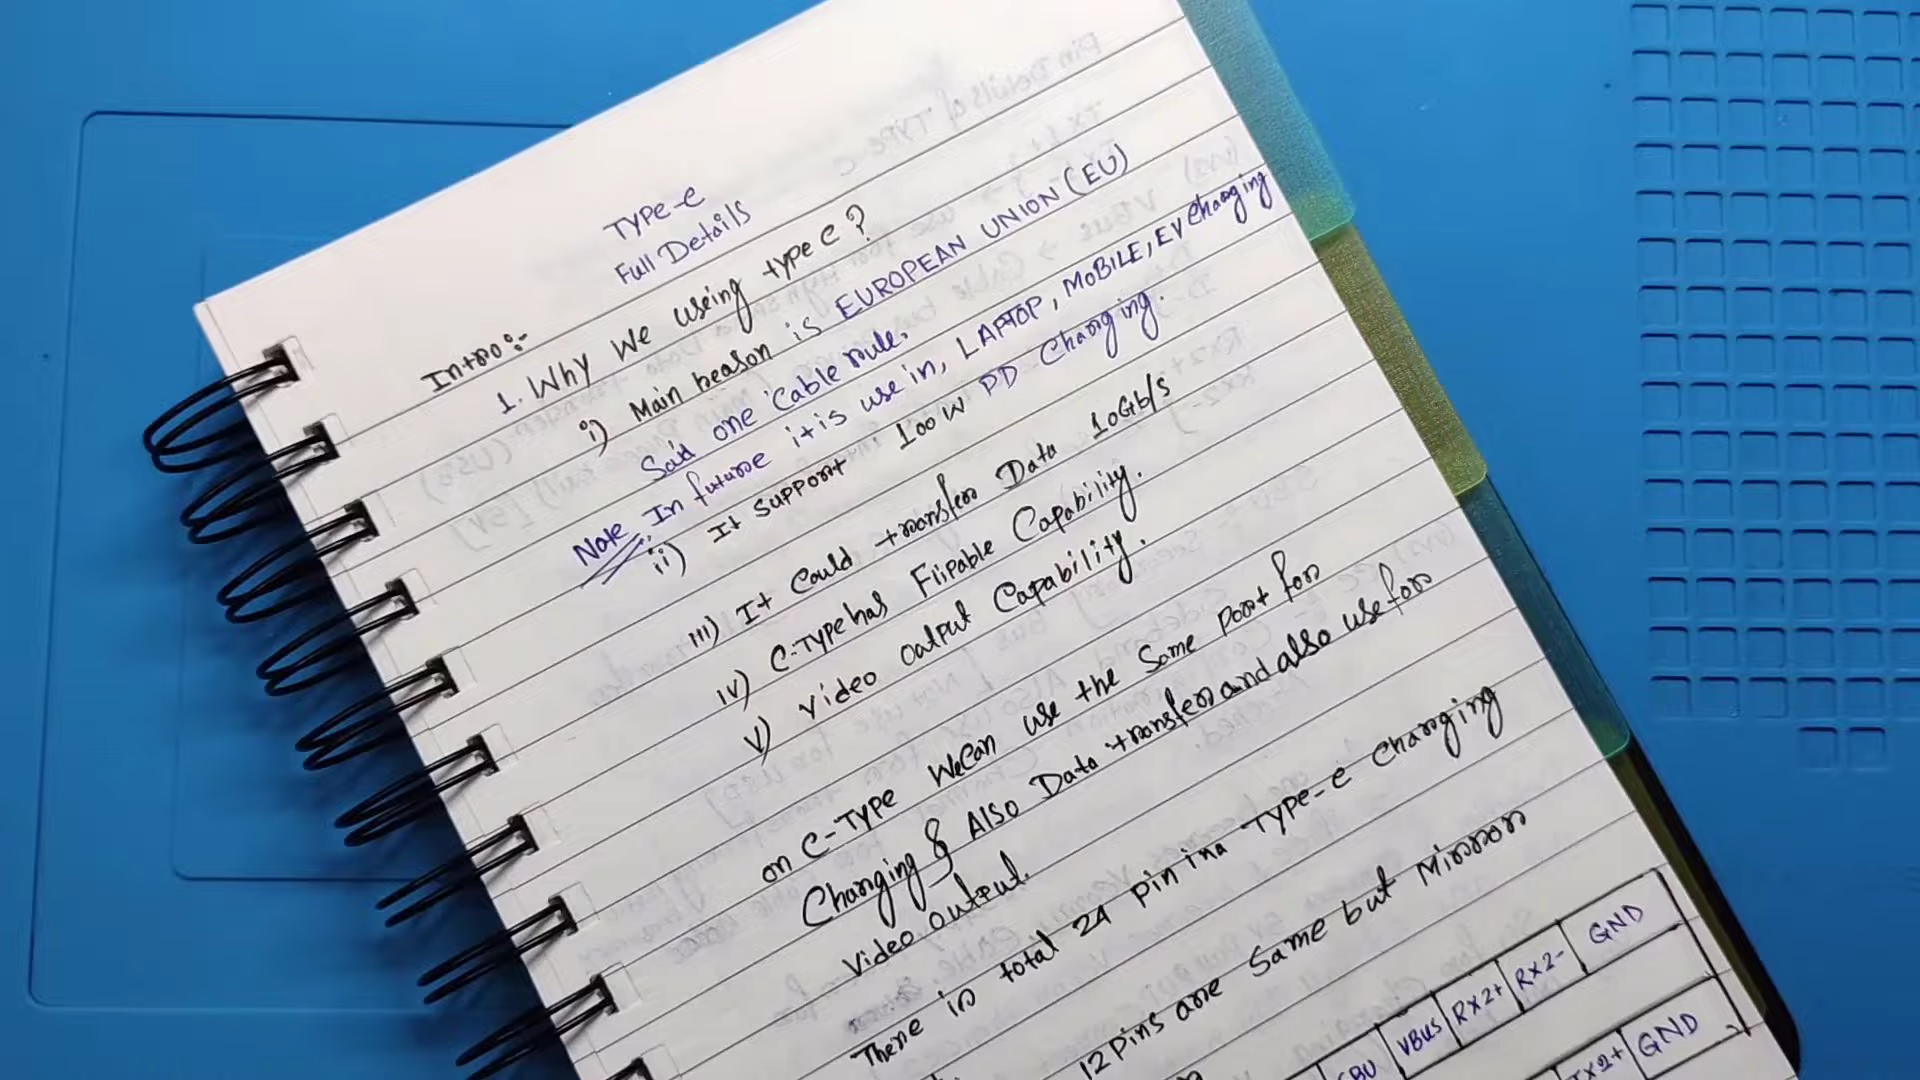 TYPE-C
Full Details
Intro:-
1. Why We useing type C?
i) Main reason is EUROPEAN UNION (EU)
Said one Cable rule.
Note: In future it is use in, LAPTOP, MOBILE, EV Charging
ii) It support 100W PD Charging.
iii) It Could transfer Data 10Gb/s
iv) C-Type has Flipable Capability.
v) Video output Capability.
on C-TYPE We Can use the Same port for
Charging & Also Data transfer and also use for
Video output.
There is total 24 pin in a Type-C Charging
12 pins are Same but Mirror
VBUS RX2+ RX2- GND
TX2+ GND